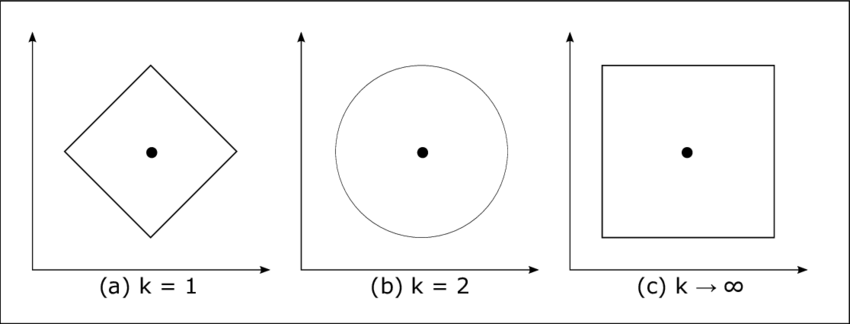 (a) k = 1
(b) k = 2
(c) k → ∞